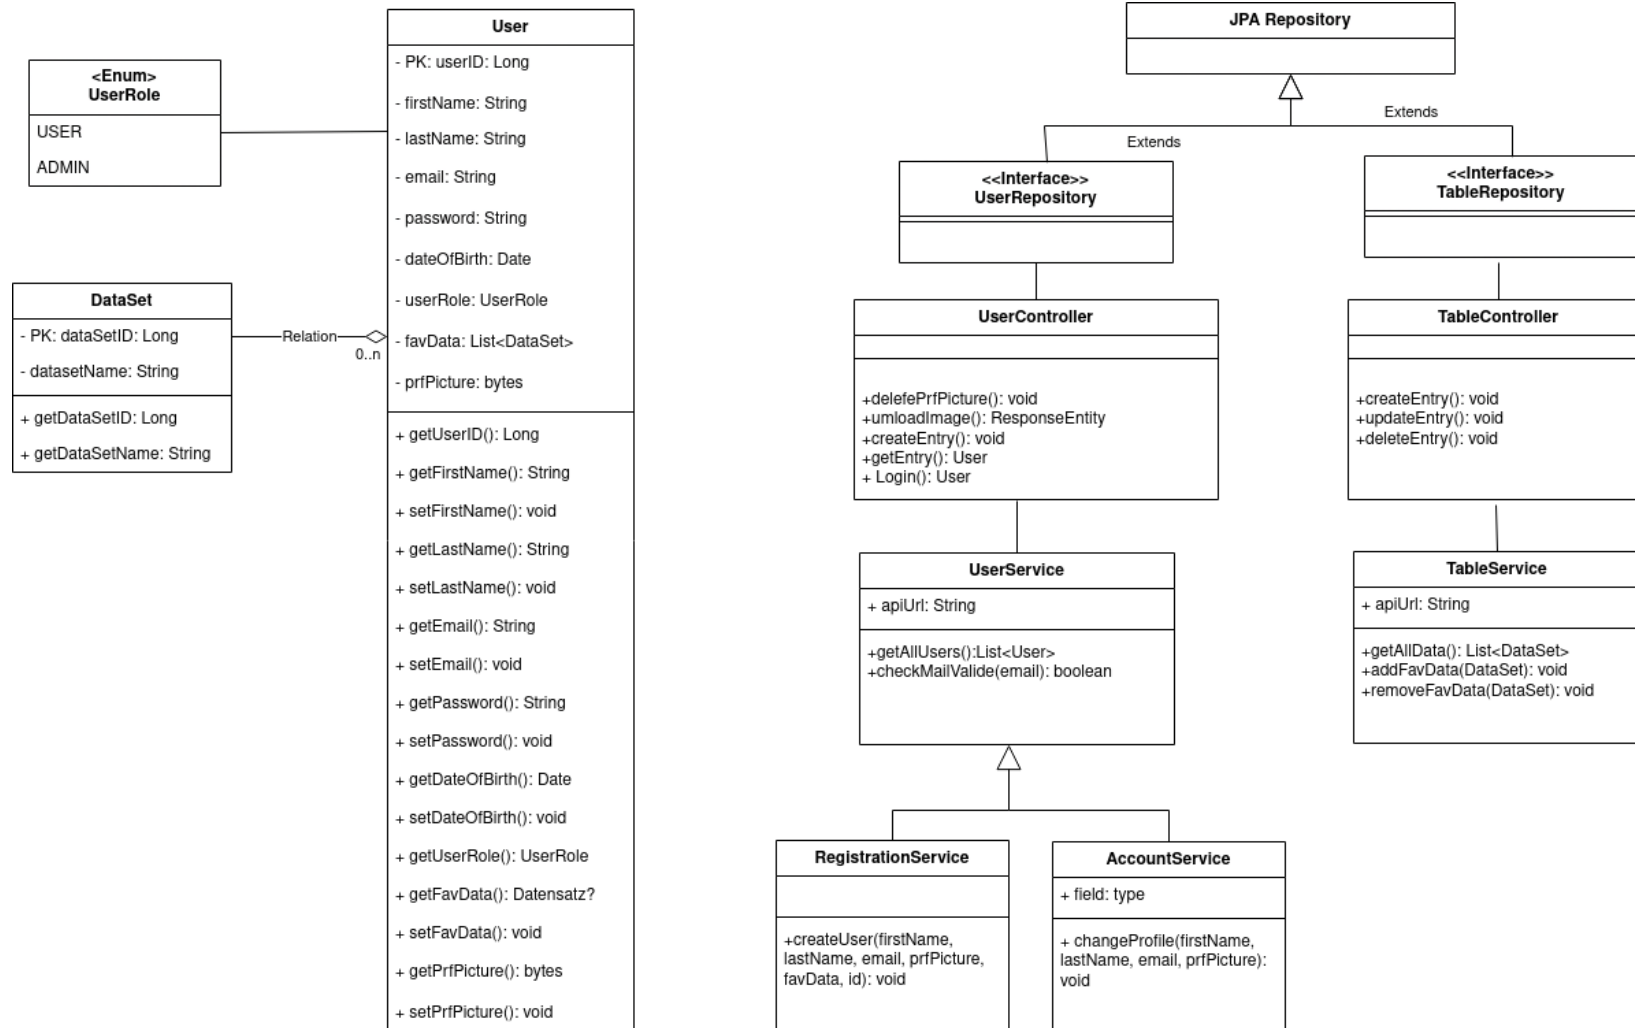 <Enum>
UserRole
USER
ADMIN
DataSet
- PK: dataSetID: Long
- datasetName: String
+ getDataSetID: Long
+ getDataSetName: String
Relation
0..n
User
- PK: userID: Long
- firstName: String
- lastName: String
- email: String
- password: String
- dateOfBirth: Date
- userRole: UserRole
- favData: List<DataSet>
- prfPicture: bytes
+ getUserID(): Long
+ getFirstName(): String
+ setFirstName(): void
+ getLastName(): String
+ setLastName(): void
+ getEmail(): String
+ setEmail(): void
+ getPassword(): String
+ setPassword(): void
+ getDateOfBirth(): Date
+ setDateOfBirth(): void
+ getUserRole(): UserRole
+ getFavData(): Datensatz?
+ setFavData(): void
+ getPrfPicture(): bytes
+ setPrfPicture(): void
JPA Repository
Extends
Extends
<<Interface>>
UserRepository
<<Interface>>
TableRepository
UserController
+delefePrfPicture(): void
+umloadImage(): ResponseEntity
+createEntry(): void
+getEntry(): User
+ Login(): User
TableController
+createEntry(): void
+updateEntry(): void
+deleteEntry(): void
UserService
+ apiUrl: String
+getAllUsers():List<User>
+checkMailValide(email): boolean
TableService
+ apiUrl: String
+getAllData(): List<DataSet>
+addFavData(DataSet): void
+removeFavData(DataSet): void
RegistrationService
+createUser(firstName,
lastName, email, prfPicture,
favData, id): void
AccountService
+ field: type
+ changeProfile(firstName,
lastName, email, prfPicture):
void